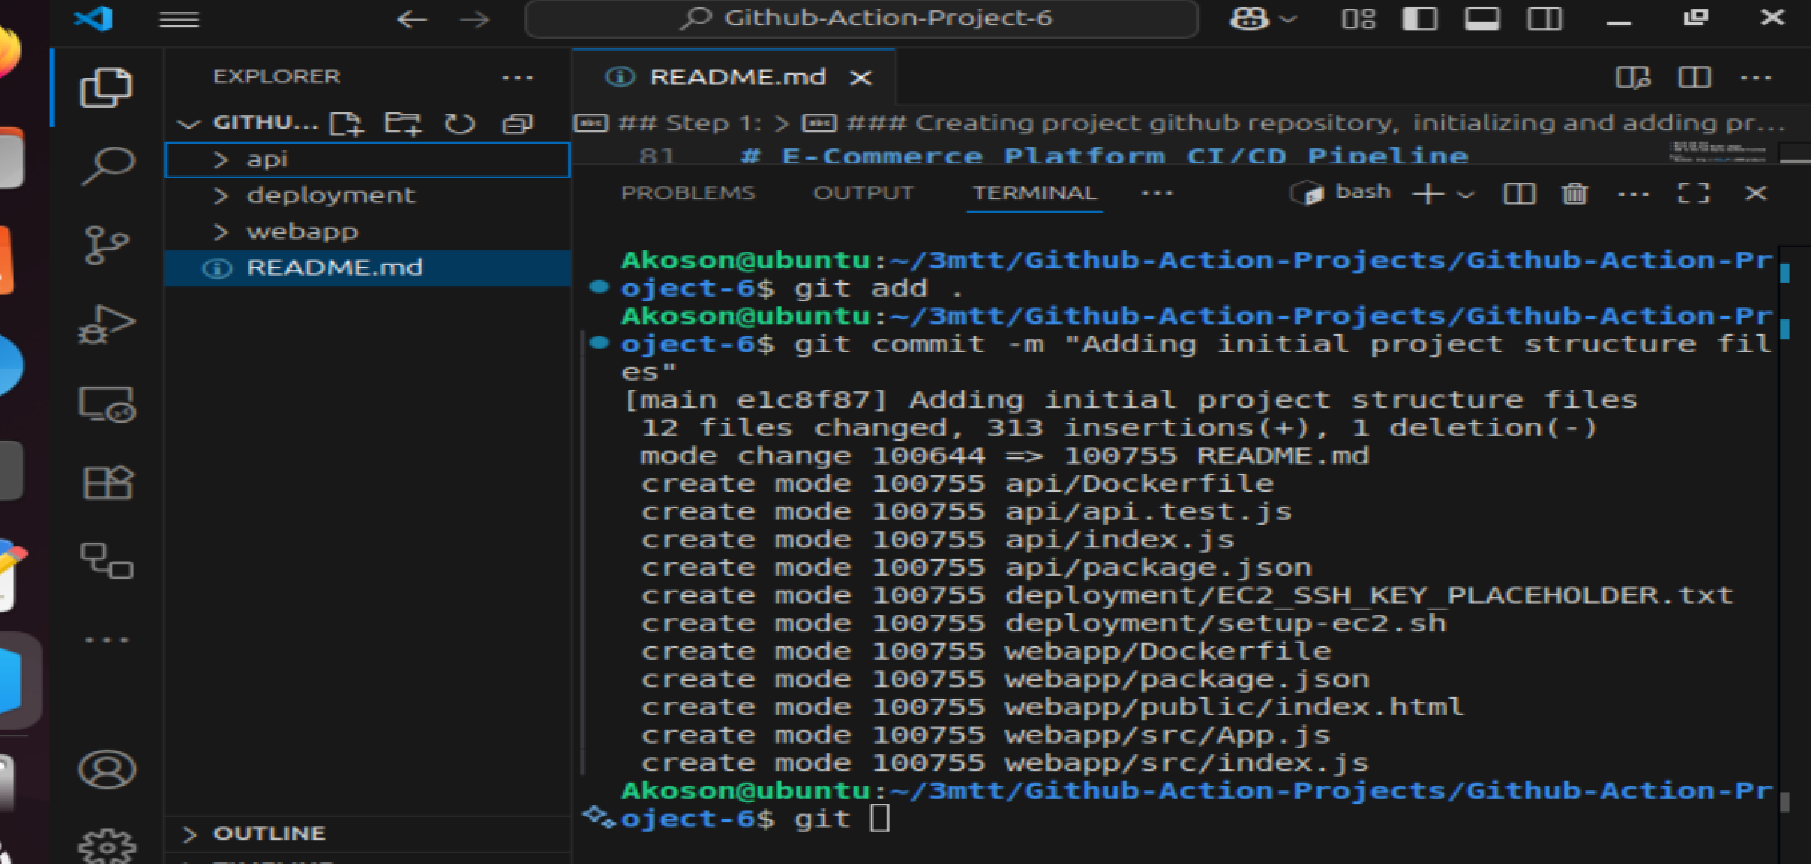 Github-Action-Project-6
EXPLORER
README.md
GITHU...
## Step 1: > ### Creating project github repository, initializing and adding pr...
api
81 # E-Commerce Platform CI/CD Pipeline
deployment
PROBLEMS OUTPUT TERMINAL ... bash
webapp
README.md
Akoson@ubuntu:~/3mtt/Github-Action-Projects/Github-Action-Pr
oject-6$ git add .
Akoson@ubuntu:~/3mtt/Github-Action-Projects/Github-Action-Pr
oject-6$ git commit -m "Adding initial project structure fil
es"
[main e1c8f87] Adding initial project structure files
12 files changed, 313 insertions(+), 1 deletion(-)
mode change 100644 => 100755 README.md
create mode 100755 api/Dockerfile
create mode 100755 api/api.test.js
create mode 100755 api/index.js
create mode 100755 api/package.json
create mode 100755 deployment/EC2_SSH_KEY_PLACEHOLDER.txt
create mode 100755 deployment/setup-ec2.sh
create mode 100755 webapp/Dockerfile
create mode 100755 webapp/package.json
create mode 100755 webapp/public/index.html
create mode 100755 webapp/src/App.js
create mode 100755 webapp/src/index.js
Akoson@ubuntu:~/3mtt/Github-Action-Projects/Github-Action-Pr
oject-6$ git
OUTLINE